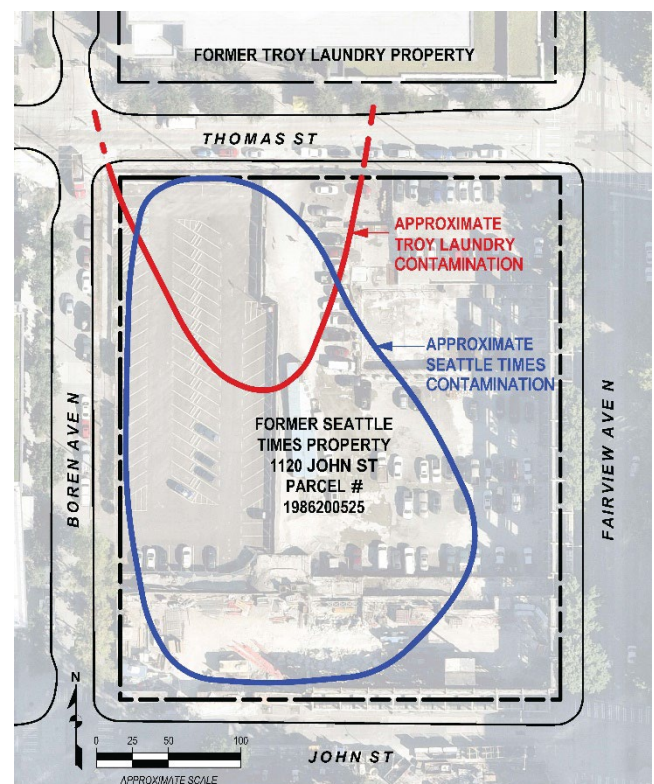 FORMER TROY LAUNDRY PROPERTY
THOMAS ST
APPROXIMATE
TROY LAUNDRY
CONTAMINATION
APPROXIMATE
SEATTLE TIMES
CONTAMINATION
FORMER SEATTLE
TIMES PROPERTY
1120 JOHN ST
PARCEL #
1986200525
BOREN AVE N
FAIRVIEW AVE N
N
0 25 50 100
APPROXIMATE SCALE
JOHN ST